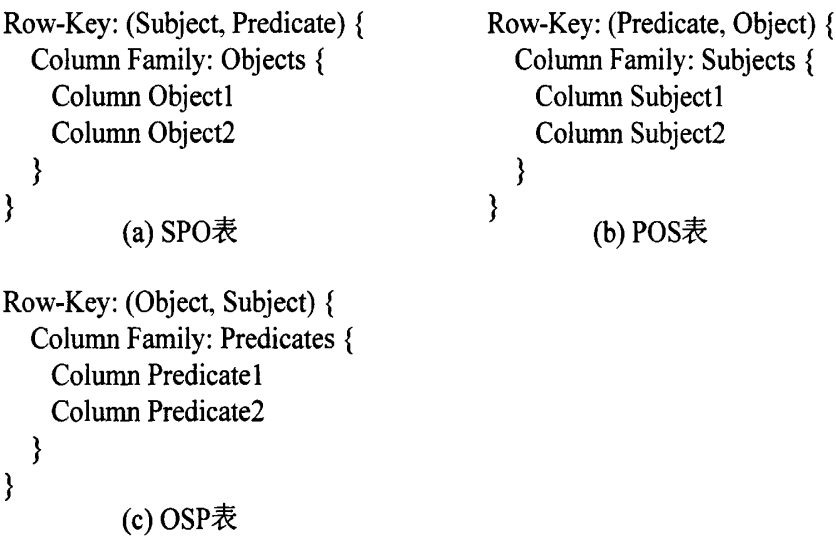 Row-Key: (Subject, Predicate) {
Column Family: Objects {
Column Object1
Column Object2
}
}
(a) SPO表
Row-Key: (Predicate, Object) {
Column Family: Subjects {
Column Subject1
Column Subject2
}
}
(b) POS表
Row-Key: (Object, Subject) {
Column Family: Predicates {
Column Predicate1
Column Predicate2
}
}
(c) OSP表